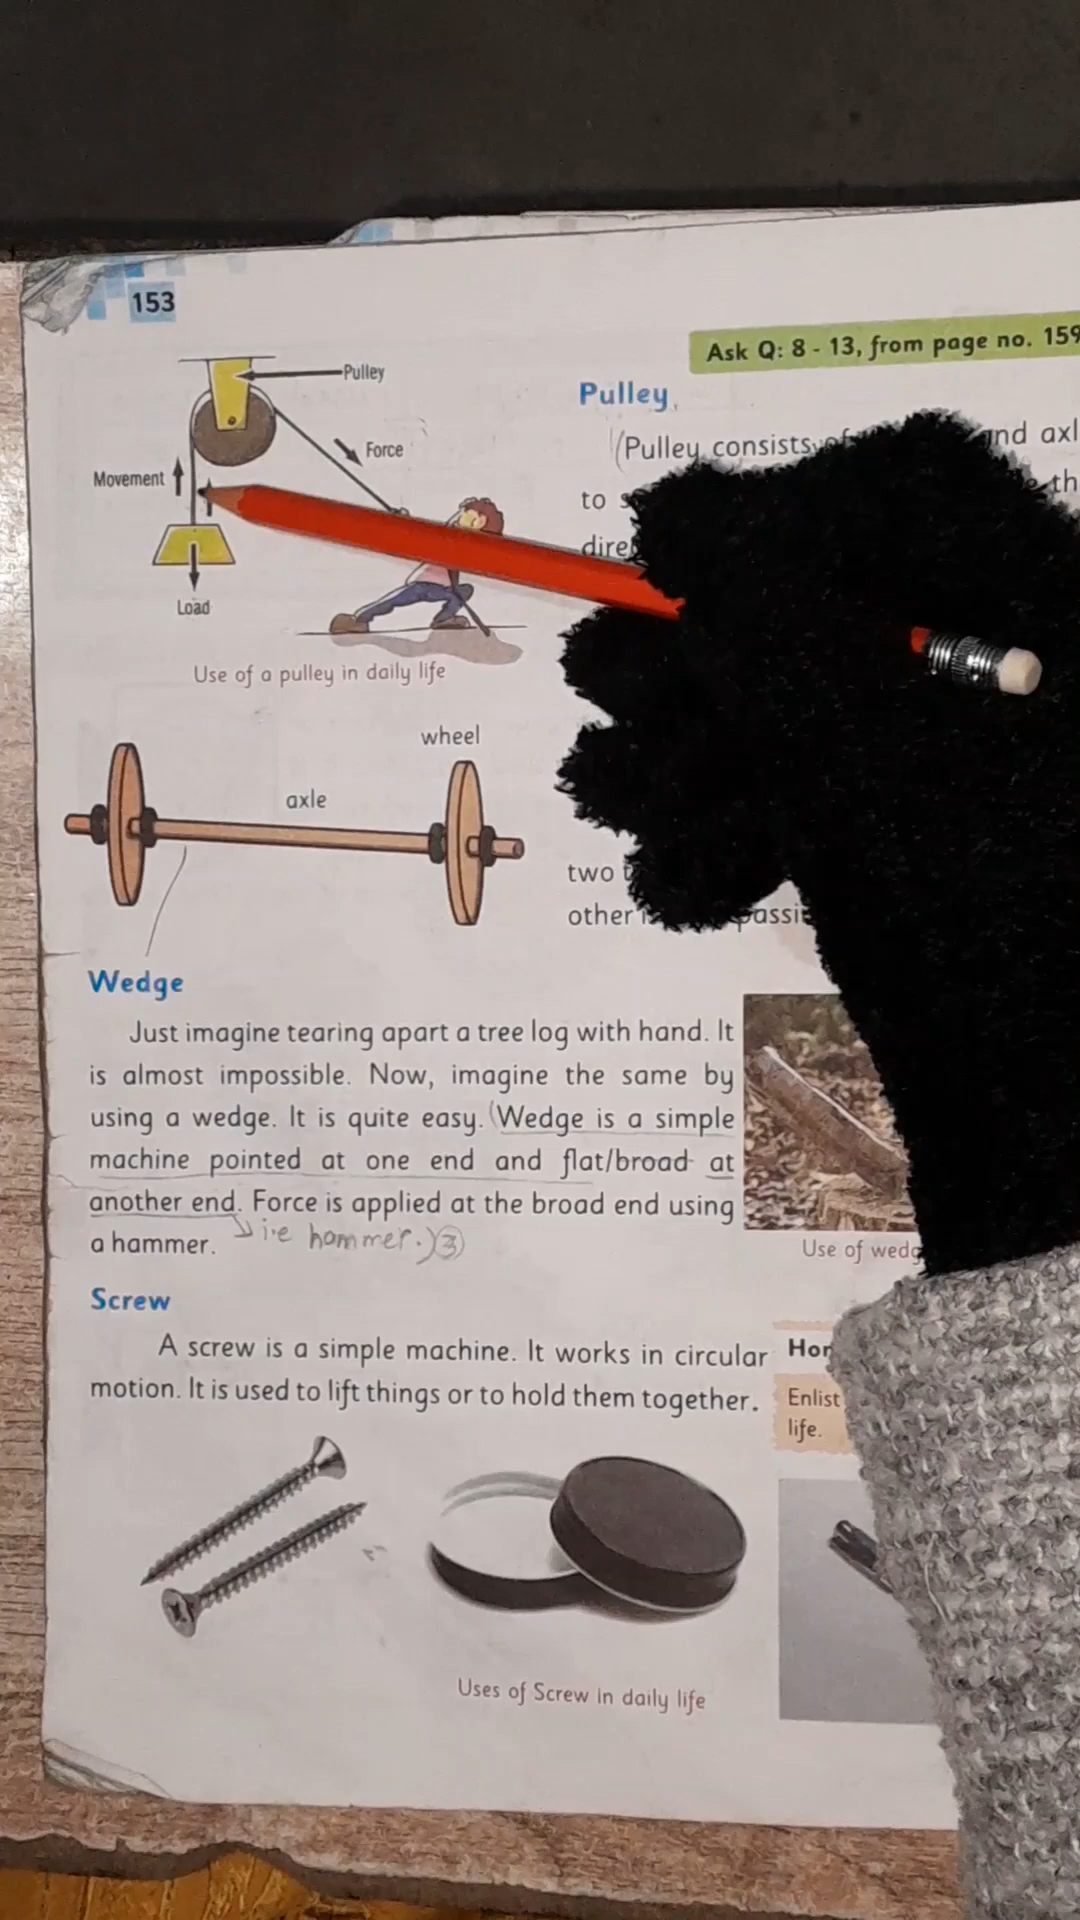 153
Ask Q: 8 - 13, from page no. 159
Pulley
Force
Movement
Load
Use of a pulley in daily life
Pulley
(Pulley consists of and axl
to
two
other
wheel
axle
Wedge
Just imagine tearing apart a tree log with hand. It
is almost impossible. Now, imagine the same by
using a wedge. It is quite easy. (Wedge is a simple
machine pointed at one end and flat/broad at
another end. Force is applied at the broad end using
a hammer. i.e hammer.) 3
Use of
Screw
A screw is a simple machine. It works in circular
motion. It is used to lift things or to hold them together.
Enlist
life.
Uses of Screw in daily life